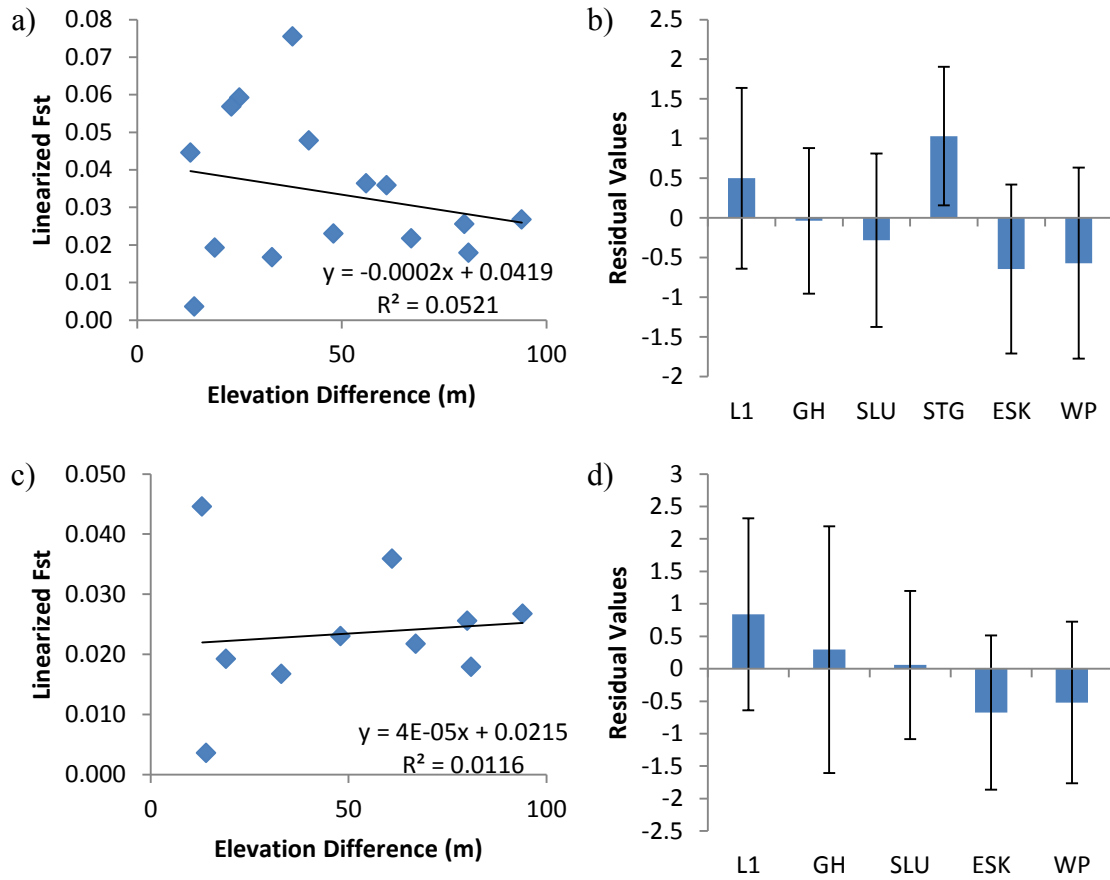 a)
Linearized Fst
0.08
0.07
0.06
0.05
0.04
0.03
0.02
0.01
0.00
y = -0.0002x + 0.0419
R² = 0.0521
0
50
100
Elevation Difference (m)
b)
Residual Values
2.5
2
1.5
1
0.5
0
-0.5
-1
-1.5
-2
L1 GH SLU STG ESK WP
c)
Linearized Fst
0.050
0.040
0.030
0.020
0.010
0.000
y = 4E-05x + 0.0215
R² = 0.0116
0
50
100
Elevation Difference (m)
d)
Residual Values
3
2.5
2
1.5
1
0.5
0
-0.5
-1
-1.5
-2
-2.5
L1 GH SLU ESK WP